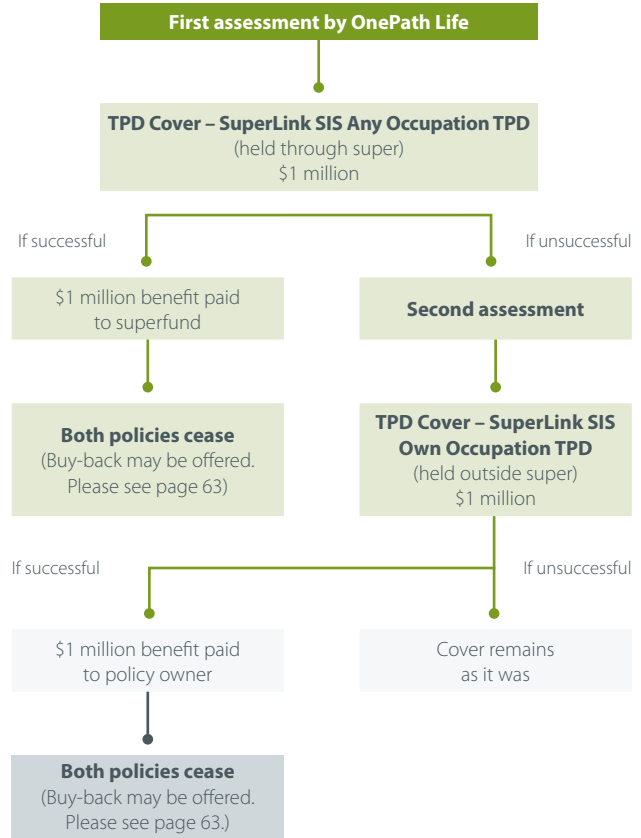 First assessment by OnePath Life
TPD Cover – SuperLink SIS Any Occupation TPD
(held through super)
$1 million
If successful
If unsuccessful
$1 million benefit paid
to superfund
Second assessment
Both policies cease
(Buy-back may be offered.
Please see page 63)
TPD Cover – SuperLink SIS
Own Occupation TPD
(held outside super)
$1 million
If successful
If unsuccessful
$1 million benefit paid
to policy owner
Cover remains
as it was
Both policies cease
(Buy-back may be offered.
Please see page 63.)